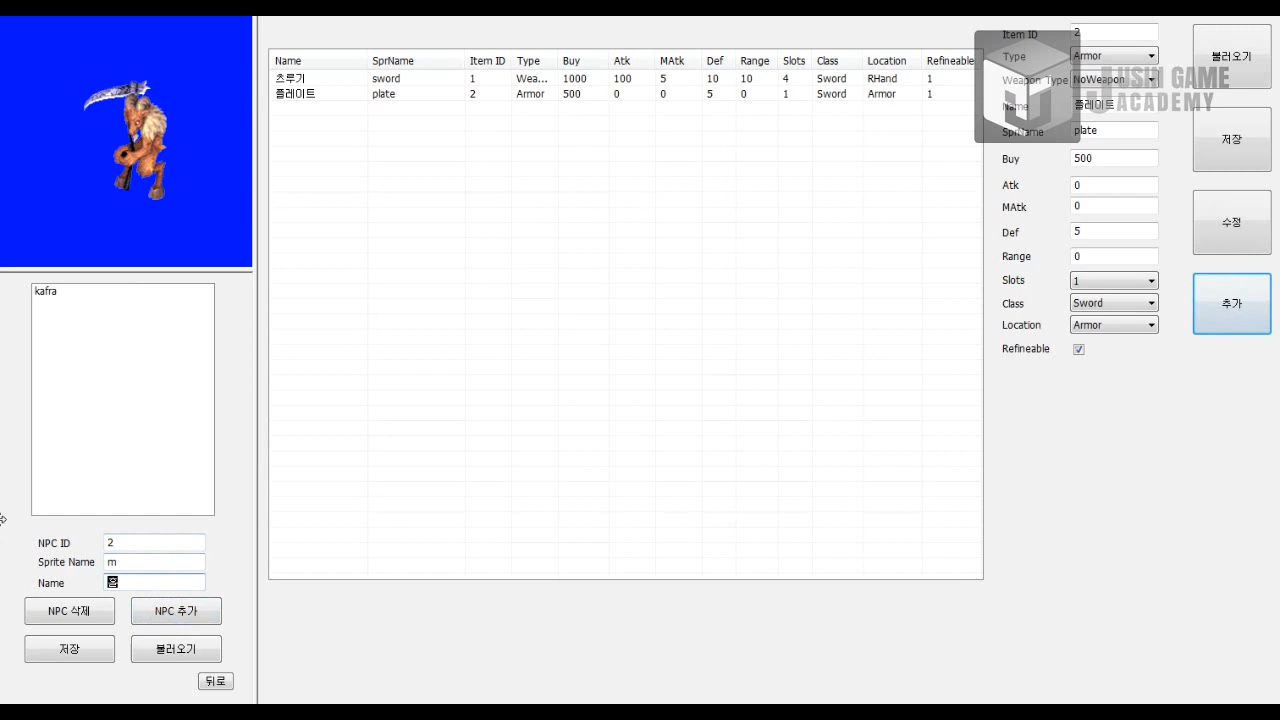 Name SprName Item ID Type Buy Atk MAtk Def Range Slots Class Location Refineable
츠루기 sword 1 Wea... 1000 100 5 10 10 4 Sword RHand 1
플레이트 plate 2 Armor 500 0 0 5 0 1 Sword Armor 1
kafra
NPC ID 2
Sprite Name m
Name
NPC 삭제 NPC 추가
저장 불러오기
뒤로
Item ID 2
Type Armor
Weapon Type NoWeapon
Name 플레이트
SprName plate
Buy 500
Atk 0
MAtk 0
Def 5
Range 0
Slots 1
Class Sword
Location Armor
Refineable
불러오기
저장
수정
추가
JUSIN GAME
ACADEMY